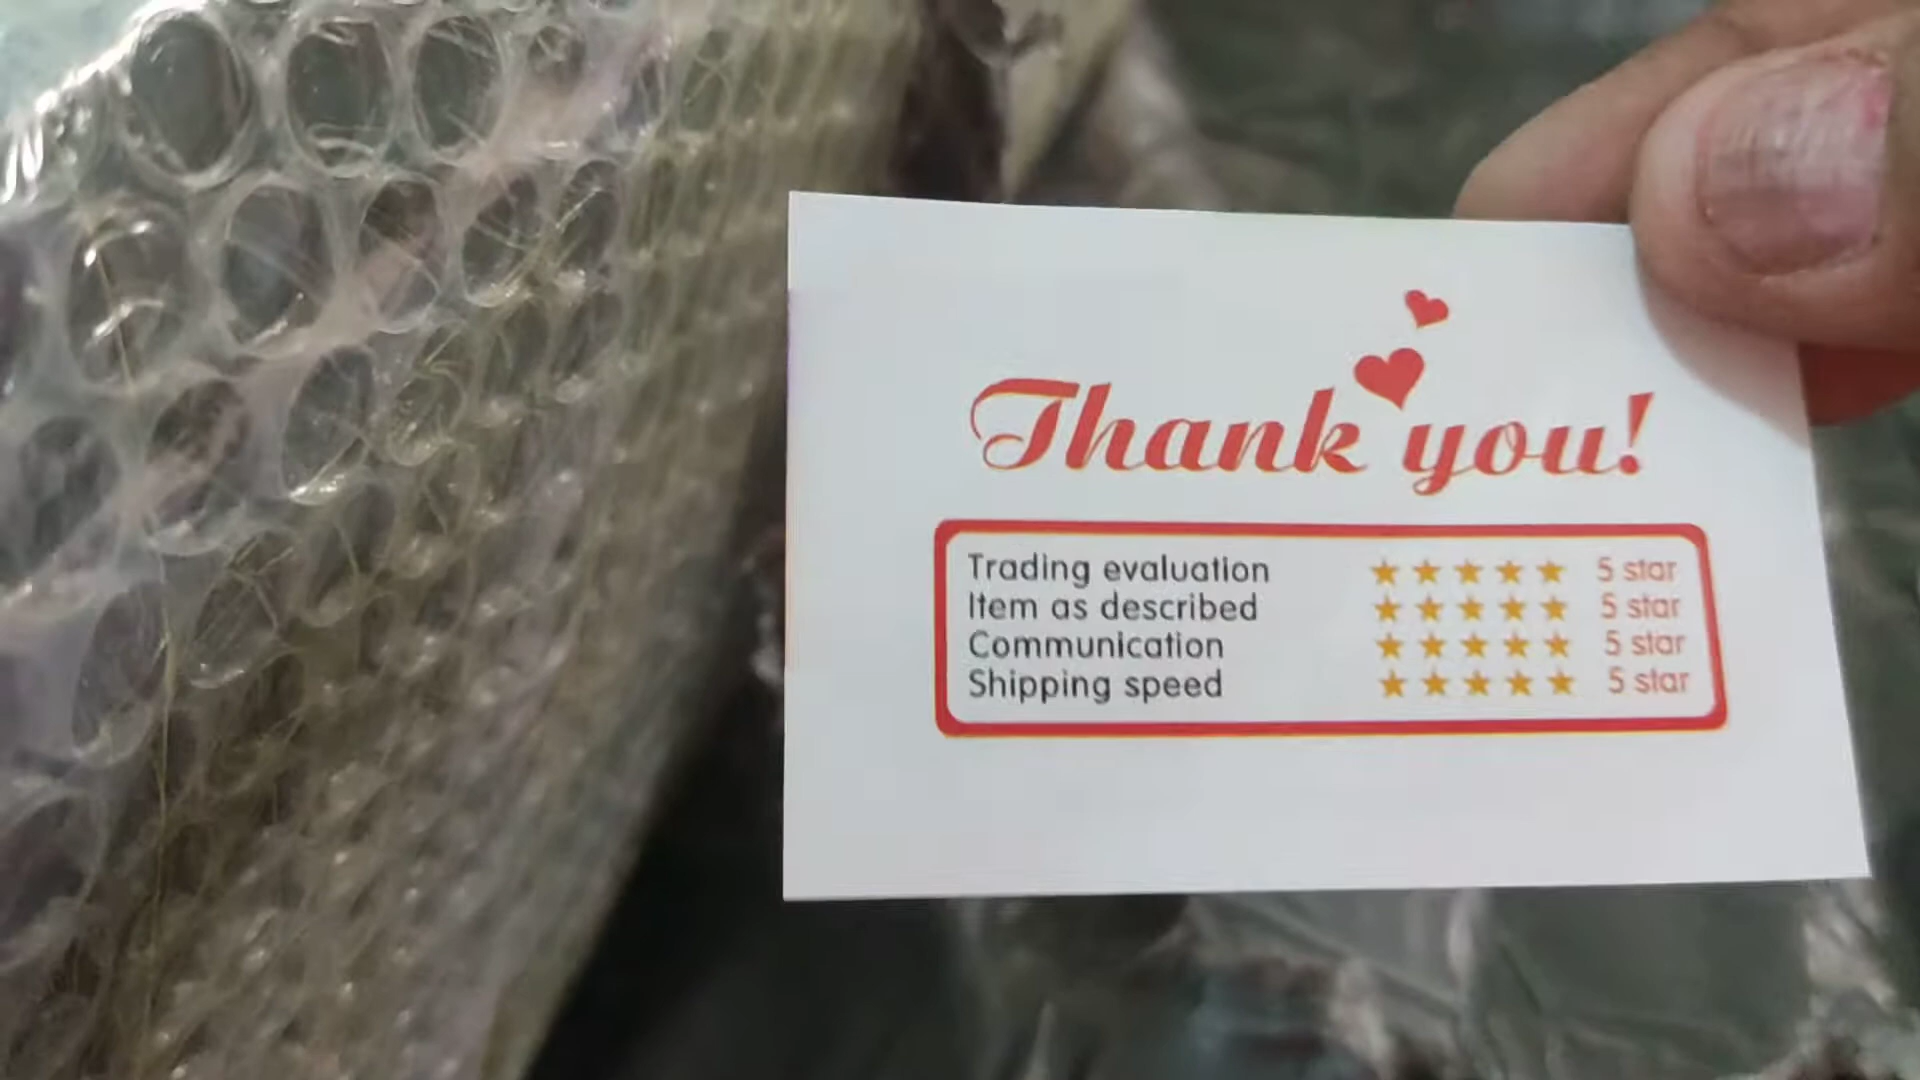 Thank you!
Trading evaluation ★★★★★ 5 star
Item as described ★★★★★ 5 star
Communication ★★★★★ 5 star
Shipping speed ★★★★★ 5 star